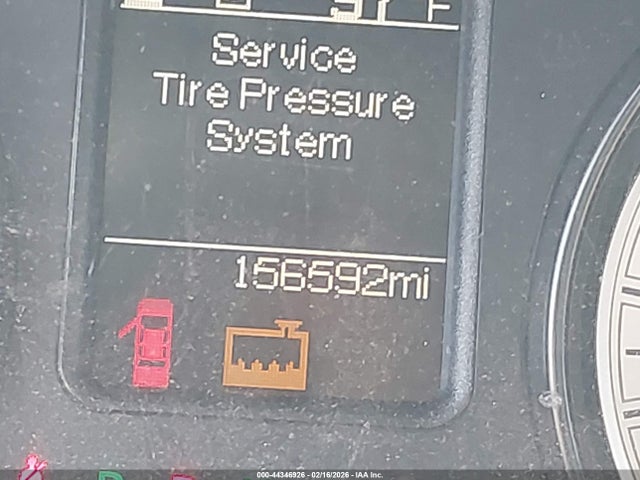 Service
Tire Pressure
System
156592mi
000-44346926 - 02/16/2026 - IAA Inc.